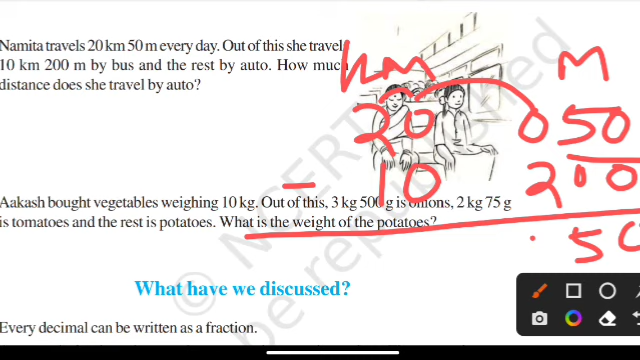 Namita travels 20 km 50 m every day. Out of this she travel
10 km 200 m by bus and the rest by auto. How much
distance does she travel by auto?
KM M
20 050
– 10 200
50
Aakash bought vegetables weighing 10 kg. Out of this, 3 kg 500 g is onions, 2 kg 75 g
is tomatoes and the rest is potatoes. What is the weight of the potatoes?
What have we discussed?
Every decimal can be written as a fraction.
© NCERT
be republished